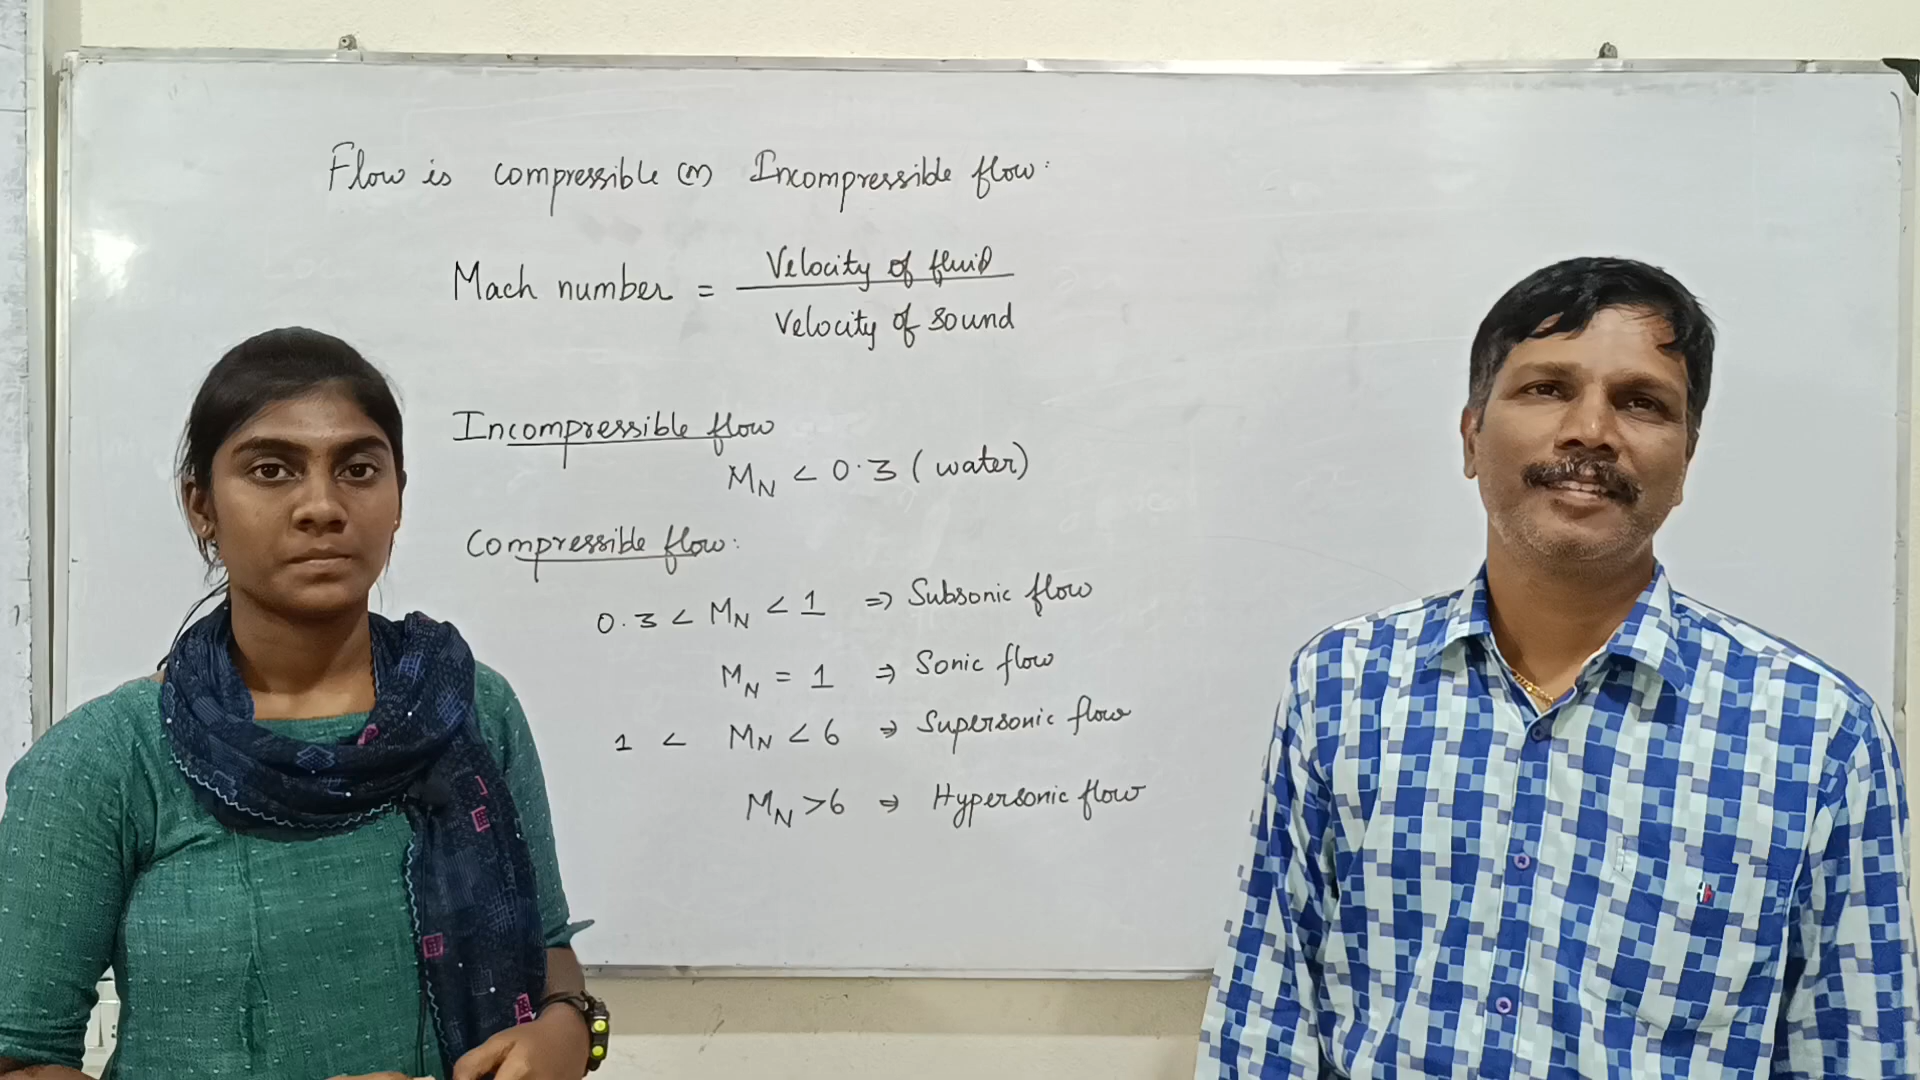 Flow is compressible (or) Incompressible flow:
Mach number = Velocity of fluid / Velocity of sound
Incompressible flow
M_N < 0.3 (water)
Compressible flow:
0.3 < M_N < 1 ⇒ Subsonic flow
M_N = 1 ⇒ Sonic flow
1 < M_N < 6 ⇒ Supersonic flow
M_N > 6 ⇒ Hypersonic flow